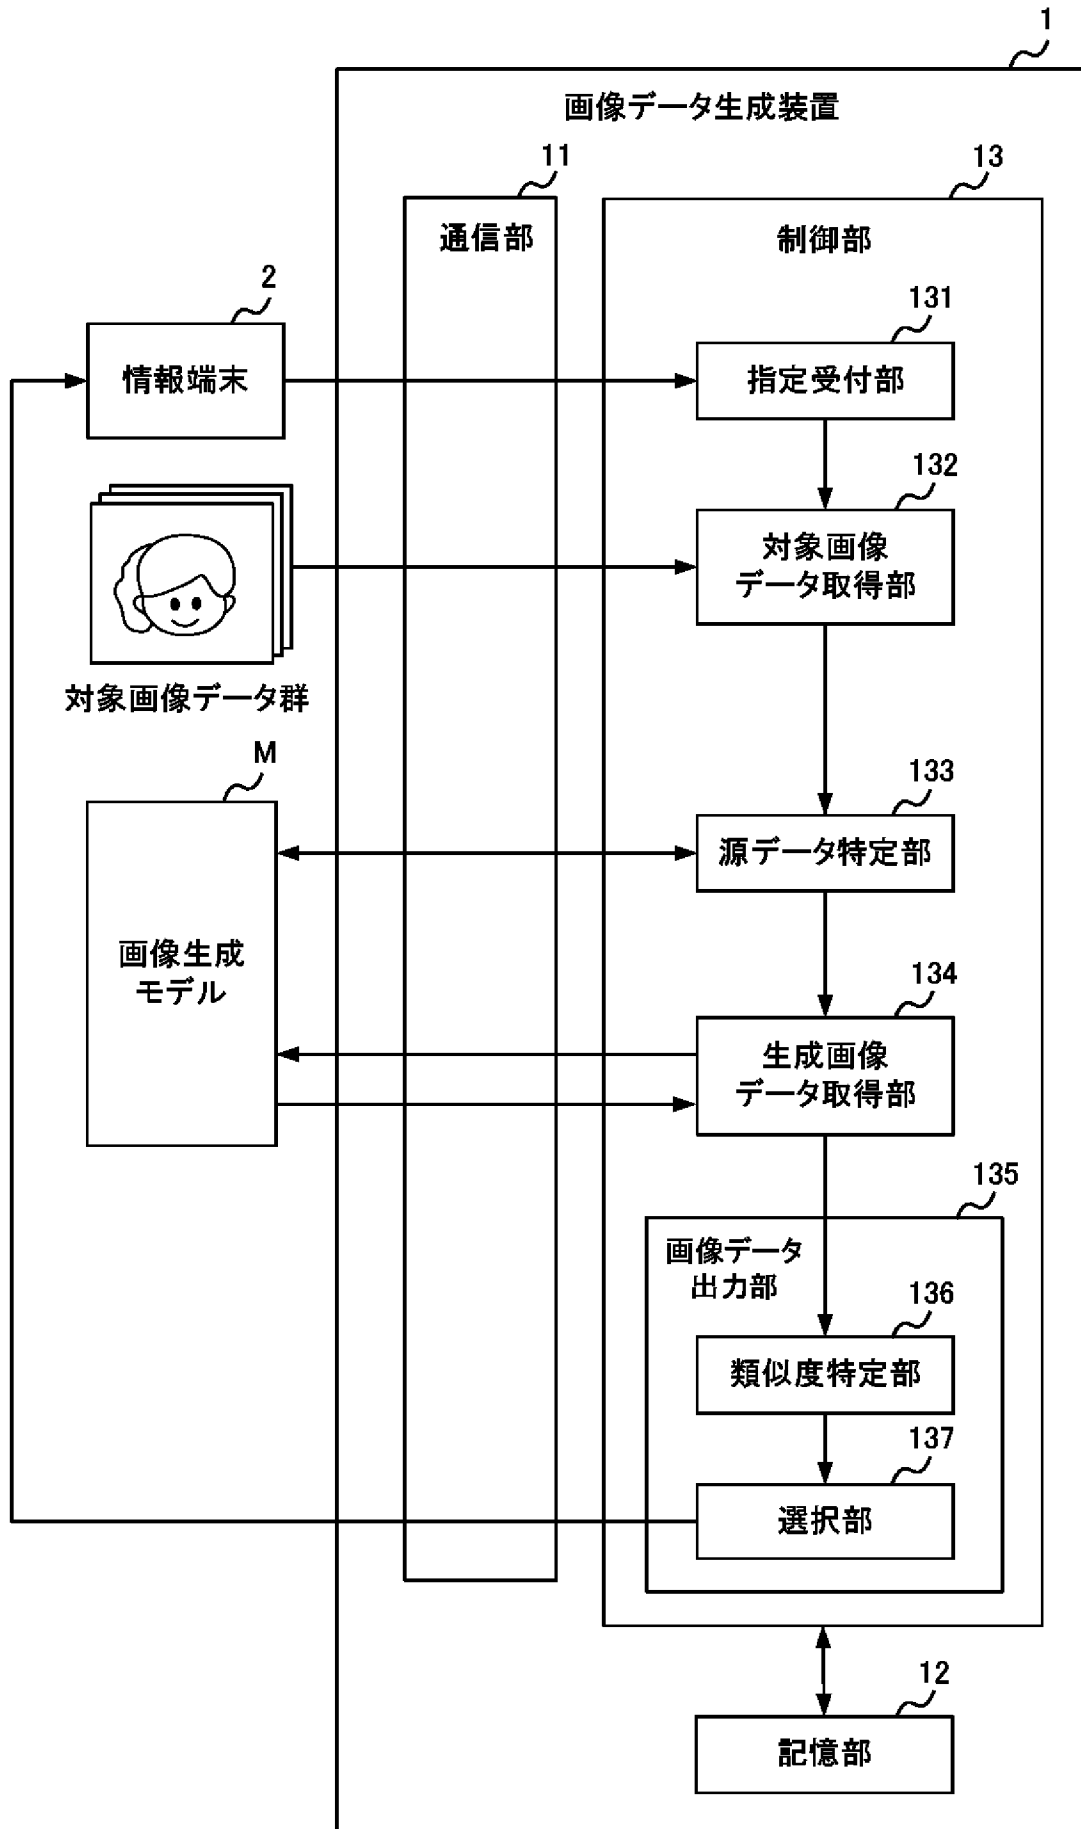 1
画像データ生成装置
11
13
通信部
制御部
2
131
情報端末
指定受付部
132
対象画像
データ取得部
対象画像データ群
M
133
源データ特定部
画像生成
モデル
134
生成画像
データ取得部
135
画像データ
出力部
136
類似度特定部
137
選択部
12
記憶部